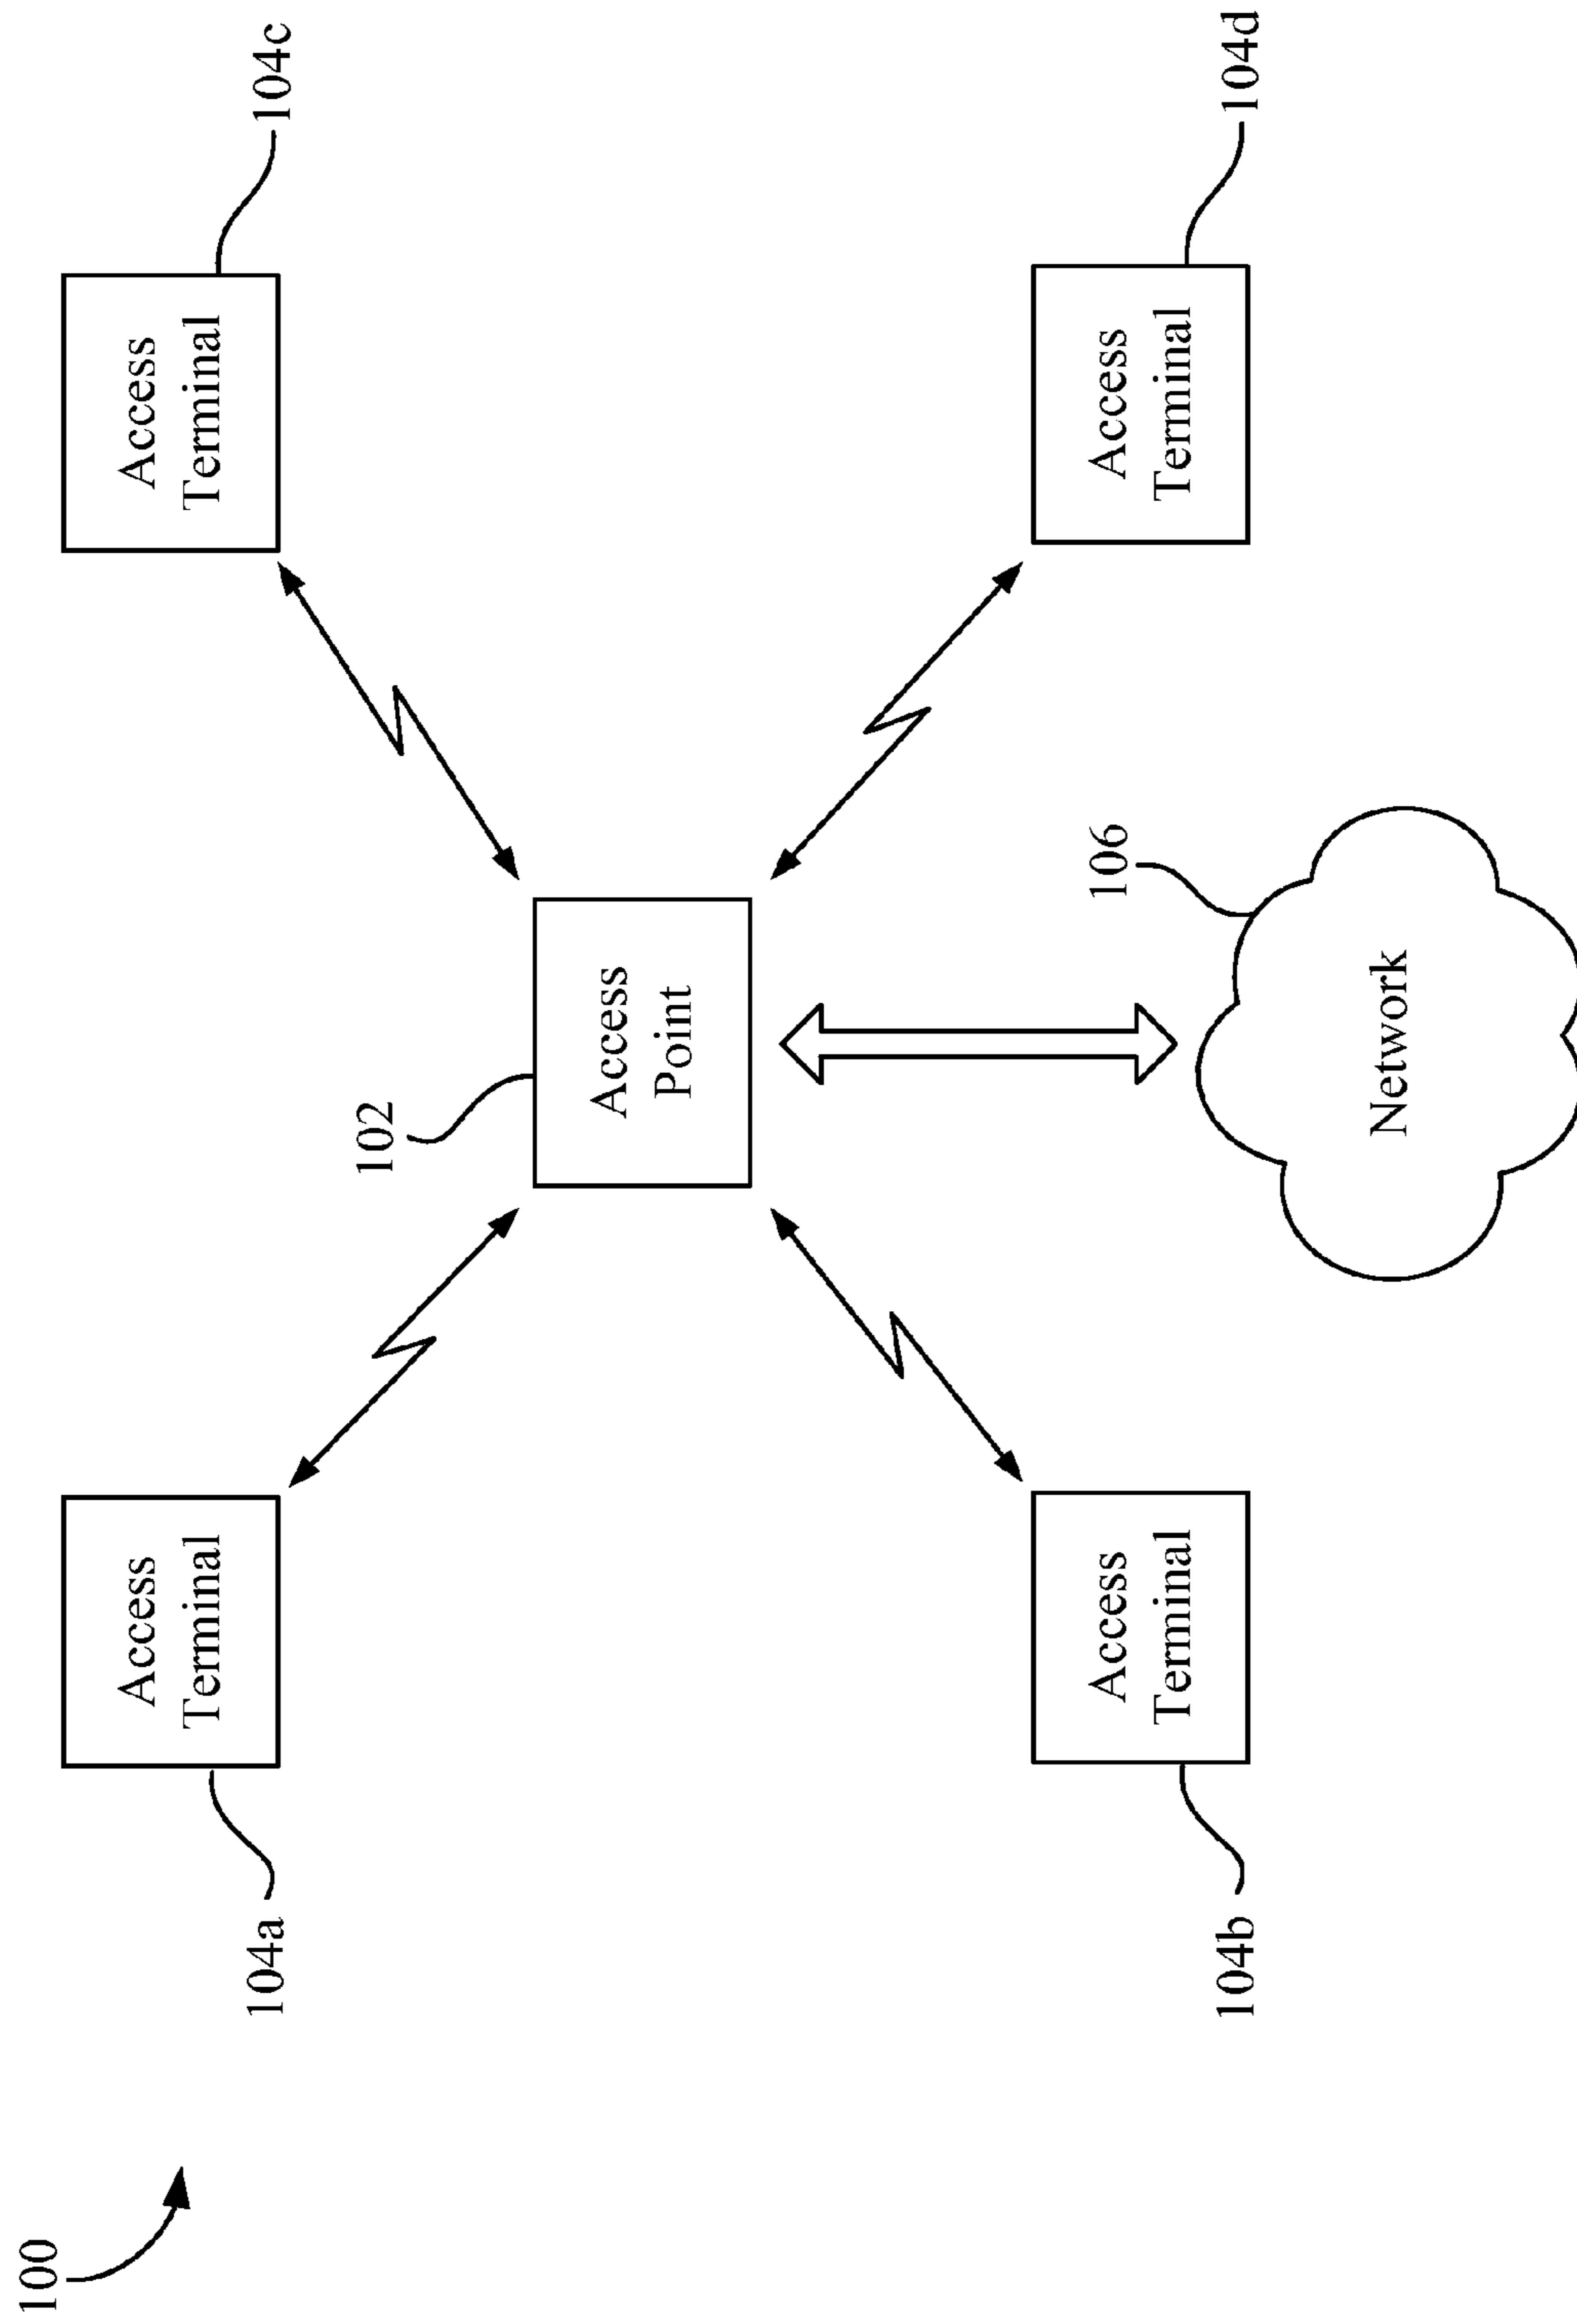 100
104a
Access
Terminal
104c
Access
Terminal
102
Access
Point
104b
Access
Terminal
104d
Access
Terminal
106
Network